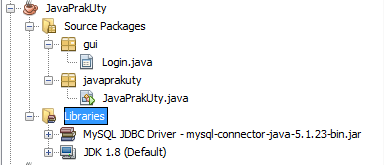 JavaPrakUty
Source Packages
gui
Login.java
javaprakuty
JavaPrakUty.java
Libraries
MySQL JDBC Driver - mysql-connector-java-5.1.23-bin.jar
JDK 1.8 (Default)